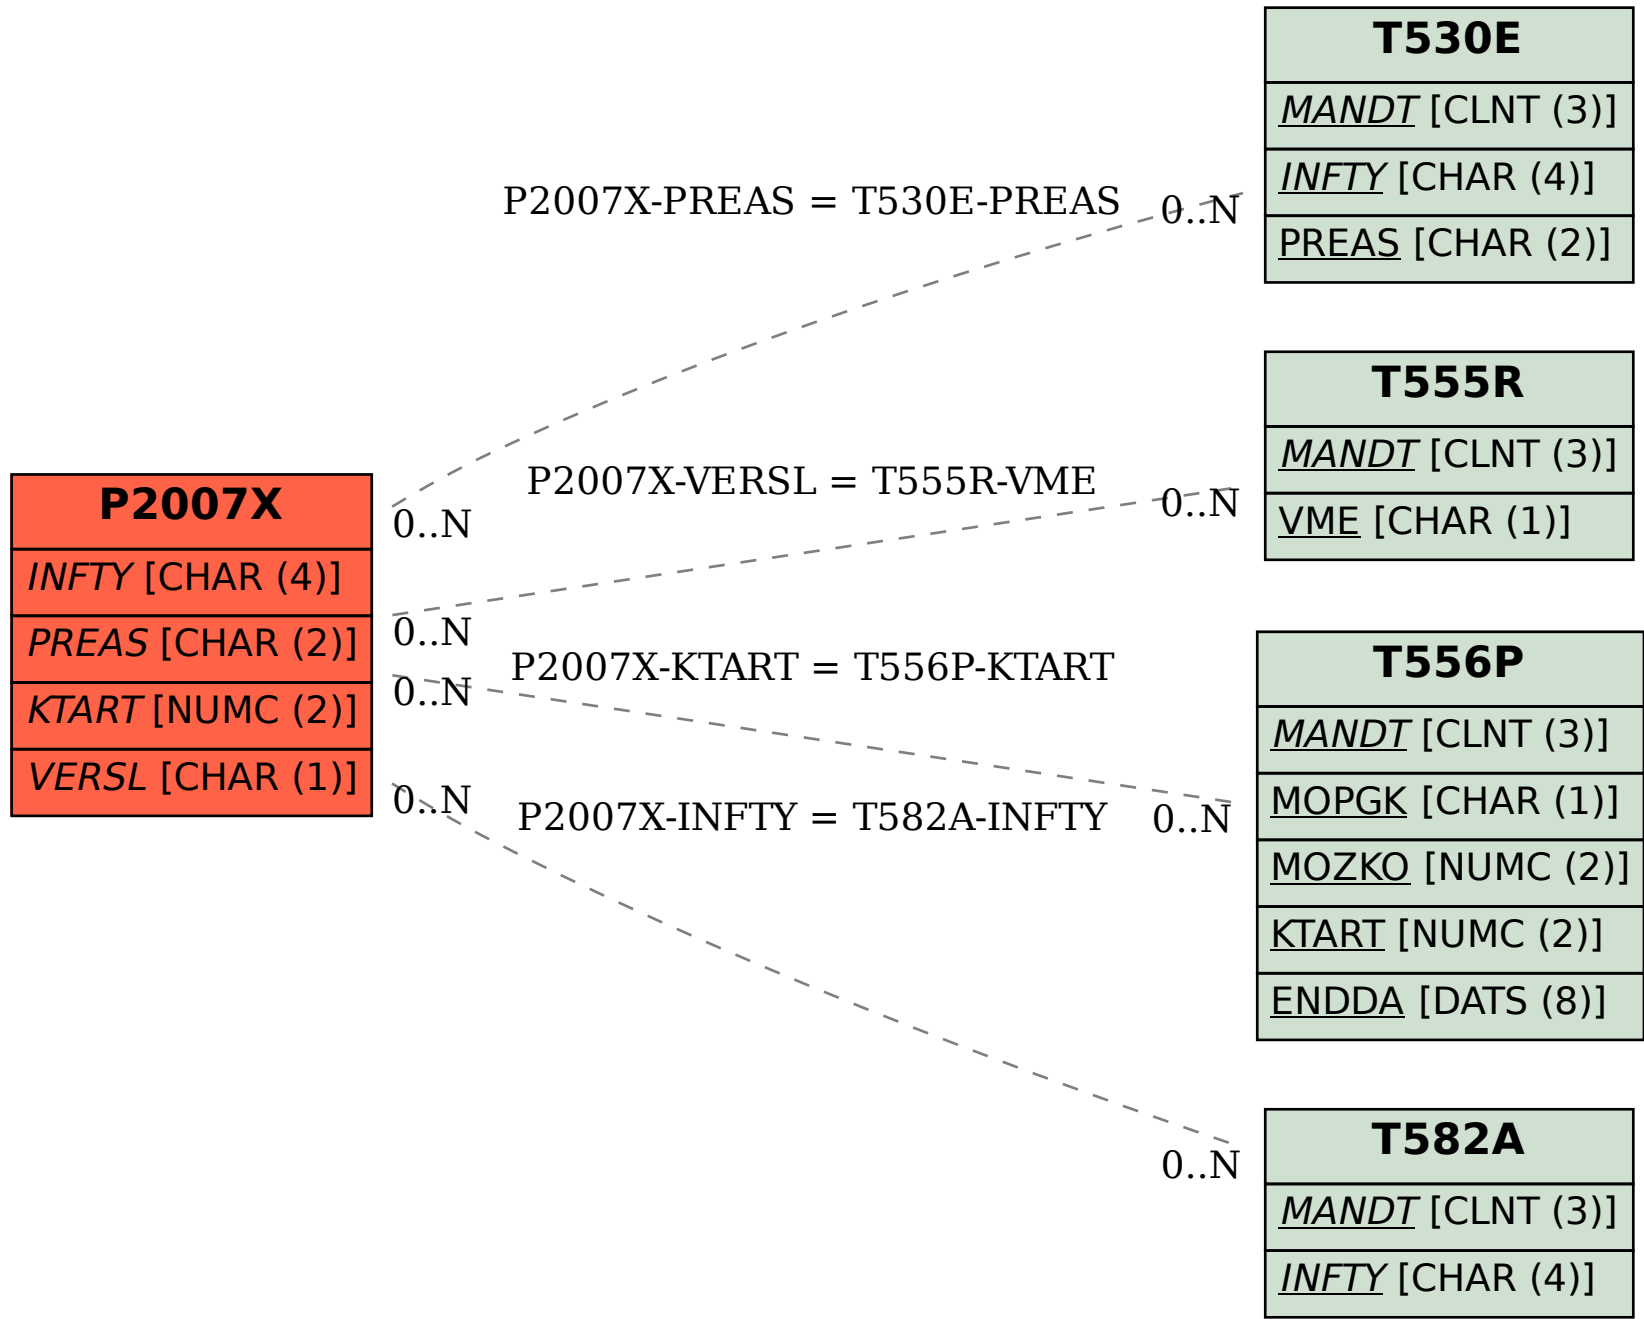 P2007X
INFTY [CHAR (4)]
PREAS [CHAR (2)]
KTART [NUMC (2)]
VERSL [CHAR (1)]
P2007X-PREAS = T530E-PREAS
0..N
0..N
P2007X-VERSL = T555R-VME
0..N
0..N
P2007X-KTART = T556P-KTART
0..N
0..N
P2007X-INFTY = T582A-INFTY
0..N
0..N
T530E
MANDT [CLNT (3)]
INFTY [CHAR (4)]
PREAS [CHAR (2)]
T555R
MANDT [CLNT (3)]
VME [CHAR (1)]
T556P
MANDT [CLNT (3)]
MOPGK [CHAR (1)]
MOZKO [NUMC (2)]
KTART [NUMC (2)]
ENDDA [DATS (8)]
T582A
MANDT [CLNT (3)]
INFTY [CHAR (4)]